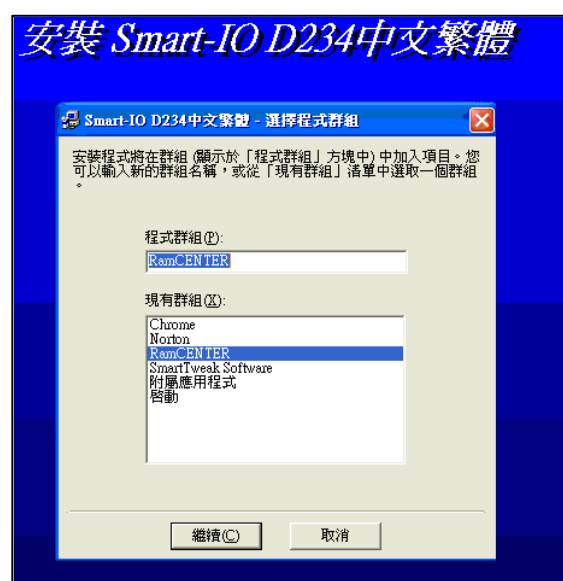 安裝 Smart-IO D234中文繁體
Smart-IO D234中文繁體 - 選擇程式群組
安裝程式將在群組 (顯示於「程式群組」方塊中) 中加入項目。您
可以輸入新的群組名稱，或從「現有群組」清單中選取一個群組
。
程式群組(P):
RamCENTER
現有群組(X):
Chrome
Norton
RamCENTER
SmartTweak Software
附屬應用程式
啟動
繼續(C)
取消